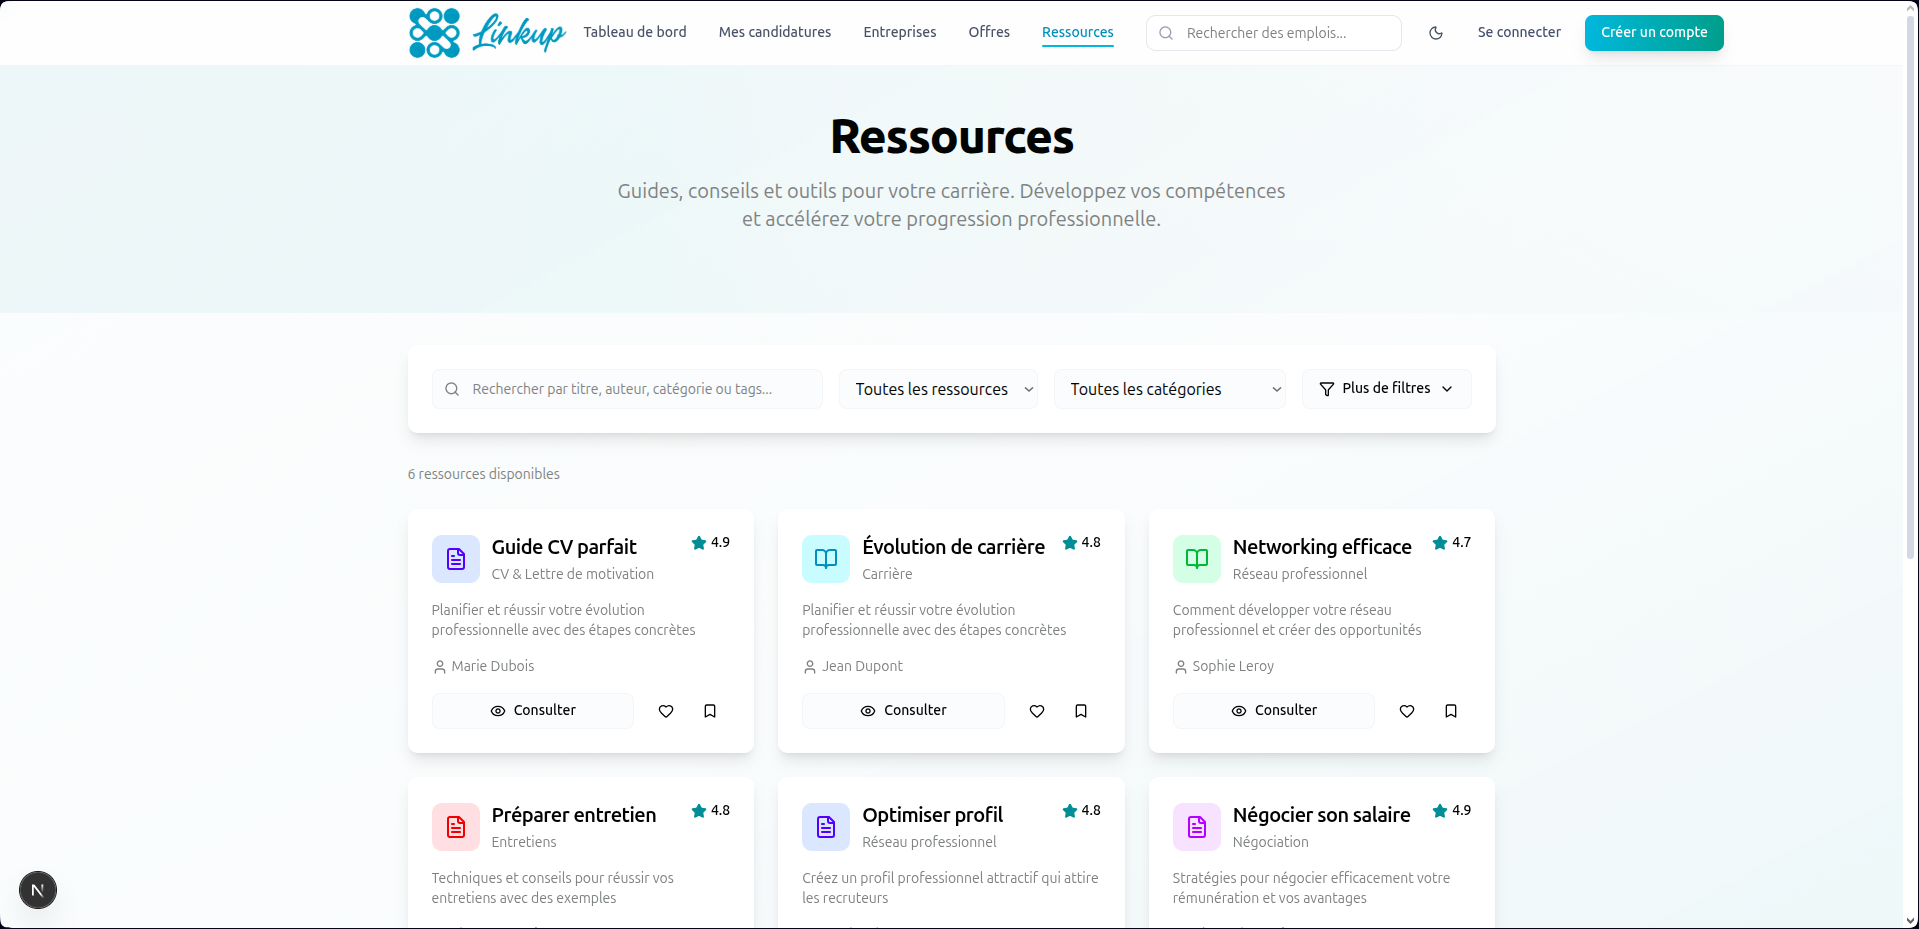 Linkup
Tableau de bord
Mes candidatures
Entreprises
Offres
Ressources
Rechercher des emplois...
Se connecter
Créer un compte
Ressources
Guides, conseils et outils pour votre carrière. Développez vos compétences
et accélérez votre progression professionnelle.
Rechercher par titre, auteur, catégorie ou tags...
Toutes les ressources
Toutes les catégories
Plus de filtres
6 ressources disponibles
Guide CV parfait
4.9
CV & Lettre de motivation
Planifier et réussir votre évolution
professionnelle avec des étapes concrètes
Marie Dubois
Consulter
Évolution de carrière
4.8
Carrière
Planifier et réussir votre évolution
professionnelle avec des étapes concrètes
Jean Dupont
Consulter
Networking efficace
4.7
Réseau professionnel
Comment développer votre réseau
professionnel et créer des opportunités
Sophie Leroy
Consulter
Préparer entretien
4.8
Entretiens
Techniques et conseils pour réussir vos
entretiens avec des exemples
Optimiser profil
4.8
Réseau professionnel
Créez un profil professionnel attractif qui attire
les recruteurs
Négocier son salaire
4.9
Négociation
Stratégies pour négocier efficacement votre
rémunération et vos avantages
N